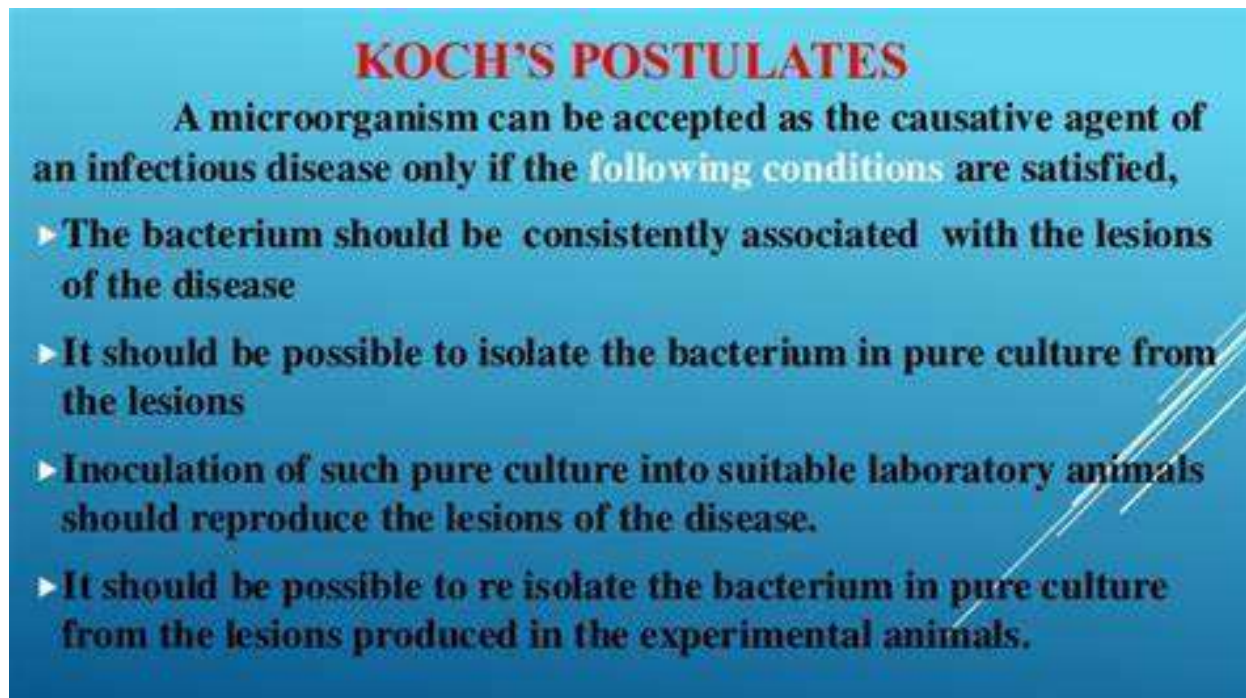 KOCH'S POSTULATES
A microorganism can be accepted as the causative agent of
an infectious disease only if the following conditions are satisfied,
The bacterium should be consistently associated with the lesions
of the disease
It should be possible to isolate the bacterium in pure culture from
the lesions
Inoculation of such pure culture into suitable laboratory animals
should reproduce the lesions of the disease.
It should be possible to re isolate the bacterium in pure culture
from the lesions produced in the experimental animals.